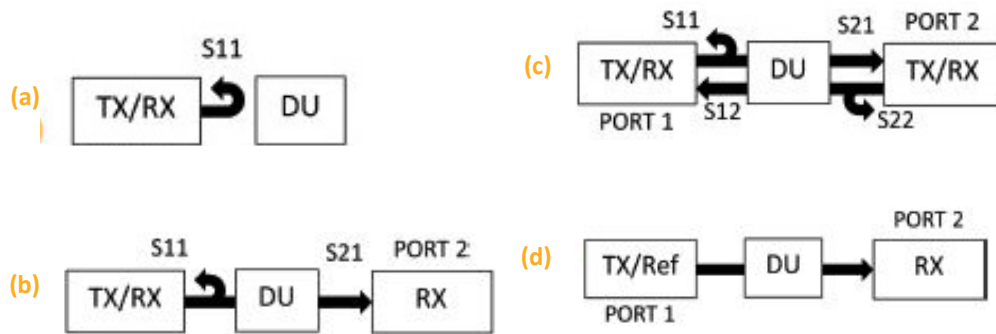 (a)
S11
TX/RX
DU
(b)
S11
S21
PORT 2
TX/RX
DU
RX
(c)
S11
S21
PORT 2
TX/RX
DU
TX/RX
PORT 1
S12
S22
(d)
PORT 2
TX/Ref
DU
RX
PORT 1